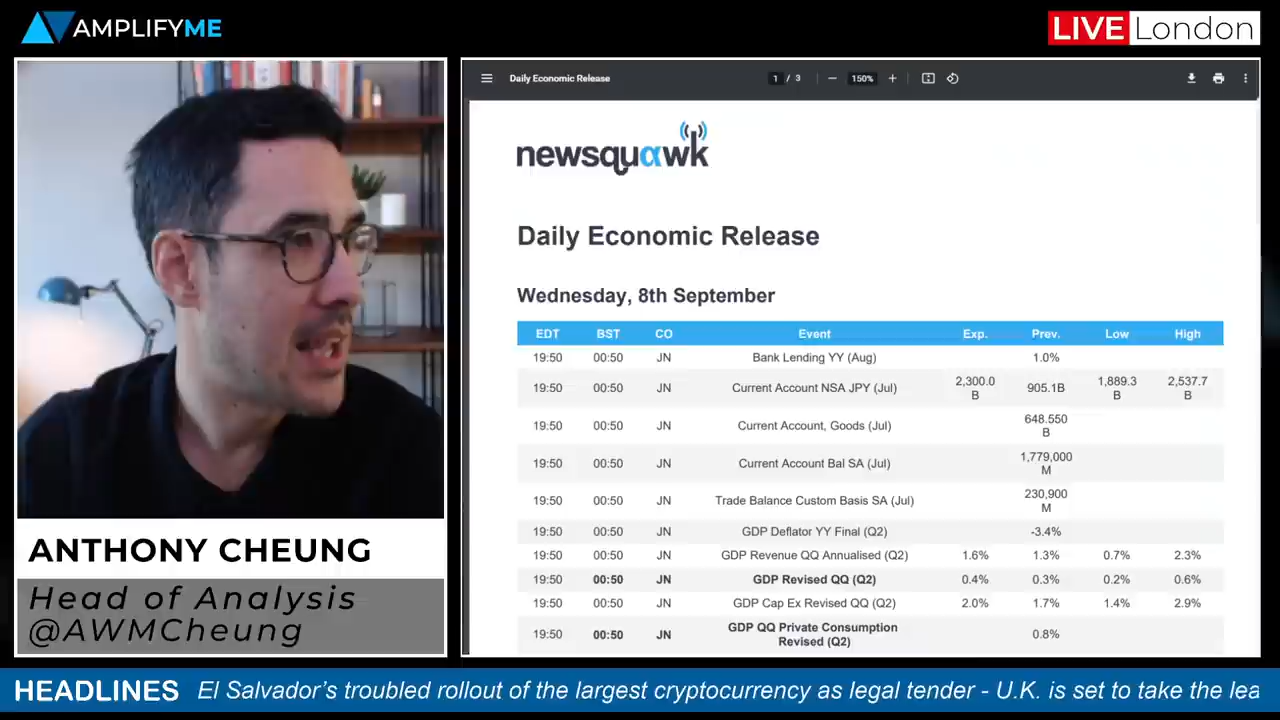 AMPLIFYME
LIVE London
Daily Economic Release
1 / 3
150%
newsquawk
Daily Economic Release
Wednesday, 8th September
EDT BST CO Event Exp. Prev. Low High
19:50 00:50 JN Bank Lending YY (Aug) 1.0%
19:50 00:50 JN Current Account NSA JPY (Jul) 2,300.0 B 905.1B 1,889.3 B 2,537.7 B
19:50 00:50 JN Current Account, Goods (Jul) 648.550 B
19:50 00:50 JN Current Account Bal SA (Jul) 1,779,000 M
19:50 00:50 JN Trade Balance Custom Basis SA (Jul) 230,900 M
19:50 00:50 JN GDP Deflator YY Final (Q2) -3.4%
19:50 00:50 JN GDP Revenue QQ Annualised (Q2) 1.6% 1.3% 0.7% 2.3%
19:50 00:50 JN GDP Revised QQ (Q2) 0.4% 0.3% 0.2% 0.6%
19:50 00:50 JN GDP Cap Ex Revised QQ (Q2) 2.0% 1.7% 1.4% 2.9%
19:50 00:50 JN GDP QQ Private Consumption Revised (Q2) 0.8%
ANTHONY CHEUNG
Head of Analysis
@AWMCheung
HEADLINES El Salvador's troubled rollout of the largest cryptocurrency as legal tender - U.K. is set to take the lea